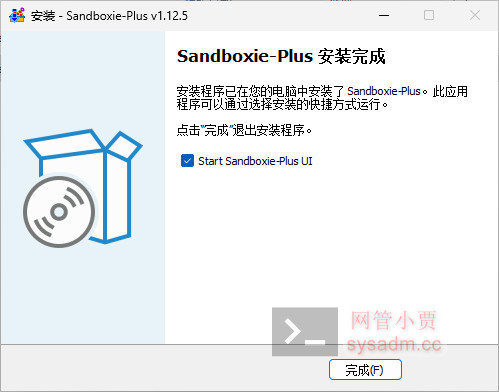 安装 - Sandboxie-Plus v1.12.5
Sandboxie-Plus 安装完成
安装程序已在您的电脑中安装了 Sandboxie-Plus。此应用
程序可以通过选择安装的快捷方式运行。
点击“完成”退出安装程序。
Start Sandboxie-Plus UI
网管小贾
sysadm.cc
完成(F)